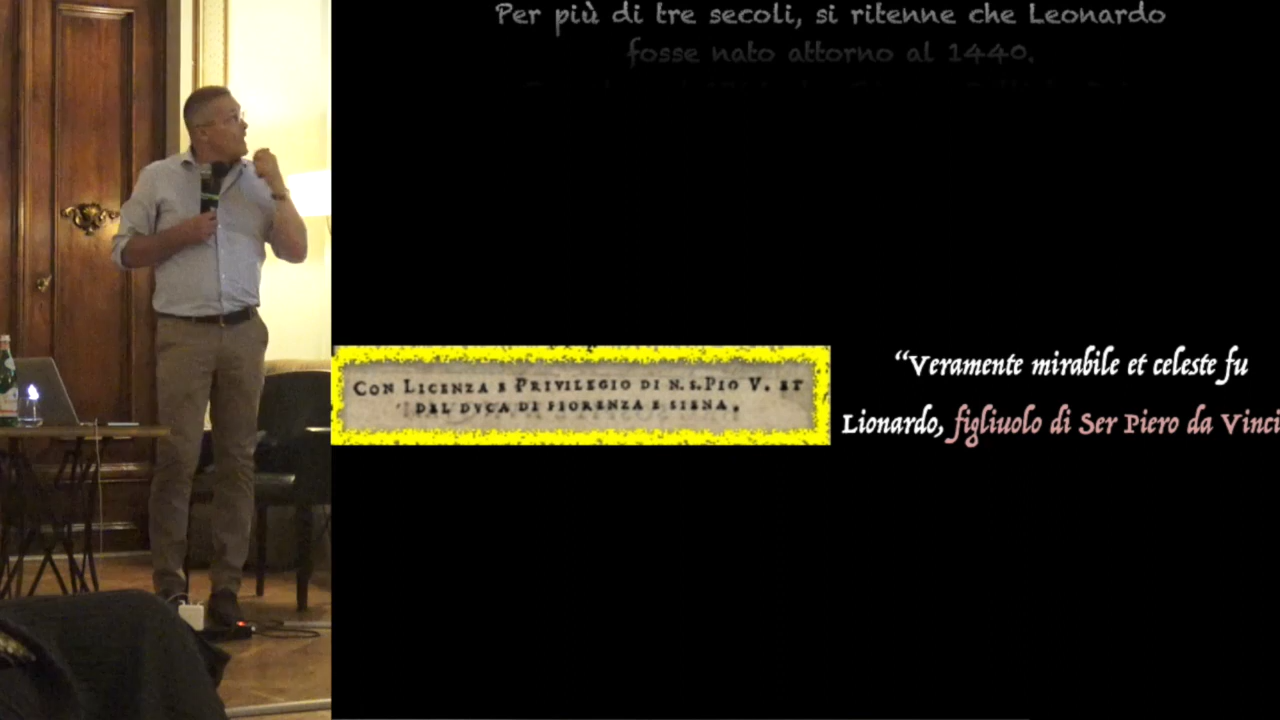 Per più di tre secoli, si ritenne che Leonardo
fosse nato attorno al 1440.
CON LICENZA E PRIVILEGIO DI N.S. PIO V. ET
DEL DVCA DI FIORENZA E SIENA.
“Veramente mirabile et celeste fu
Lionardo, figliuolo di Ser Piero da Vinci